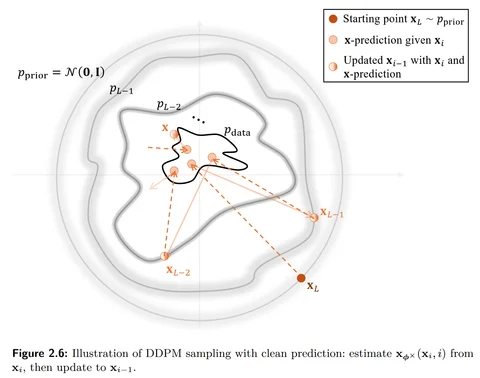 Starting point x_L ~ p_prior
x-prediction given x_i
Updated x_{i−1} with x_i and
x-prediction
p_prior = 𝒩(0, I)
p_{L−1}
p_{L−2}
...
x
p_data
x_{L−1}
x_{L−2}
x_L
Figure 2.6: Illustration of DDPM sampling with clean prediction: estimate x_{ϕ^×}(x_i, i) from
x_i, then update to x_{i−1}.